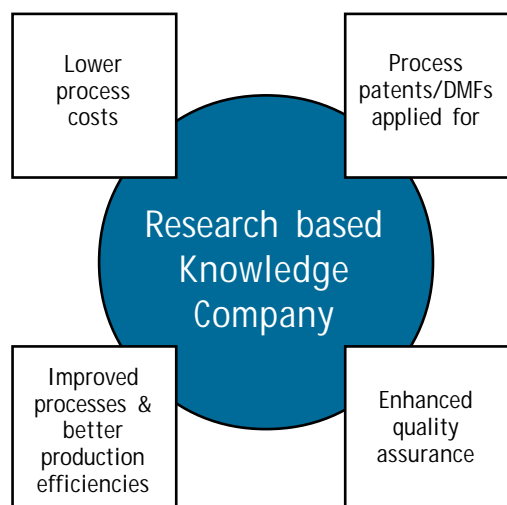 Lower
process
costs
Process
patents/DMFs
applied for
Research based
Knowledge
Company
Improved
processes &
better
production
efficiencies
Enhanced
quality
assurance